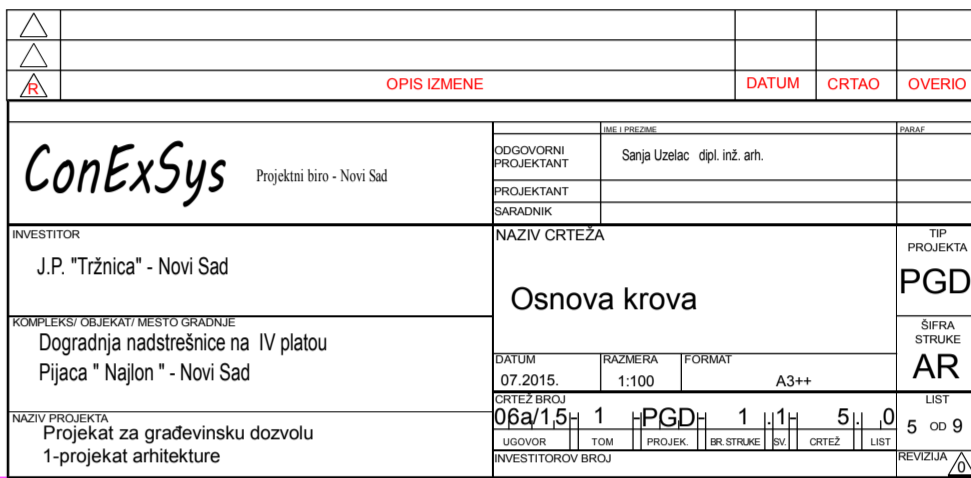 R OPIS IZMENE DATUM CRTAO OVERIO
IME I PREZIME PARAF
ConExSys Projektni biro - Novi Sad
ODGOVORNI PROJEKTANT Sanja Uzelac dipl. inž. arh.
PROJEKTANT
SARADNIK
INVESTITOR
J.P. "Tržnica" - Novi Sad
NAZIV CRTEŽA
Osnova krova
TIP
PROJEKTA
PGD
KOMPLEKS/ OBJEKAT/ MESTO GRADNJE
Dogradnja nadstrešnice na IV platou
Pijaca " Najlon " - Novi Sad
ŠIFRA
STRUKE
AR
DATUM RAZMERA FORMAT
07.2015. 1:100 A3++
NAZIV PROJEKTA
Projekat za građevinsku dozvolu
1-projekat arhitekture
CRTEŽ BROJ
06a/15- 1 -PGD- 1 .1- 5. 0
UGOVOR TOM PROJEK. BR. STRUKE SV. CRTEŽ LIST
INVESTITOROV BROJ
LIST
5 OD 9
REVIZIJA 0